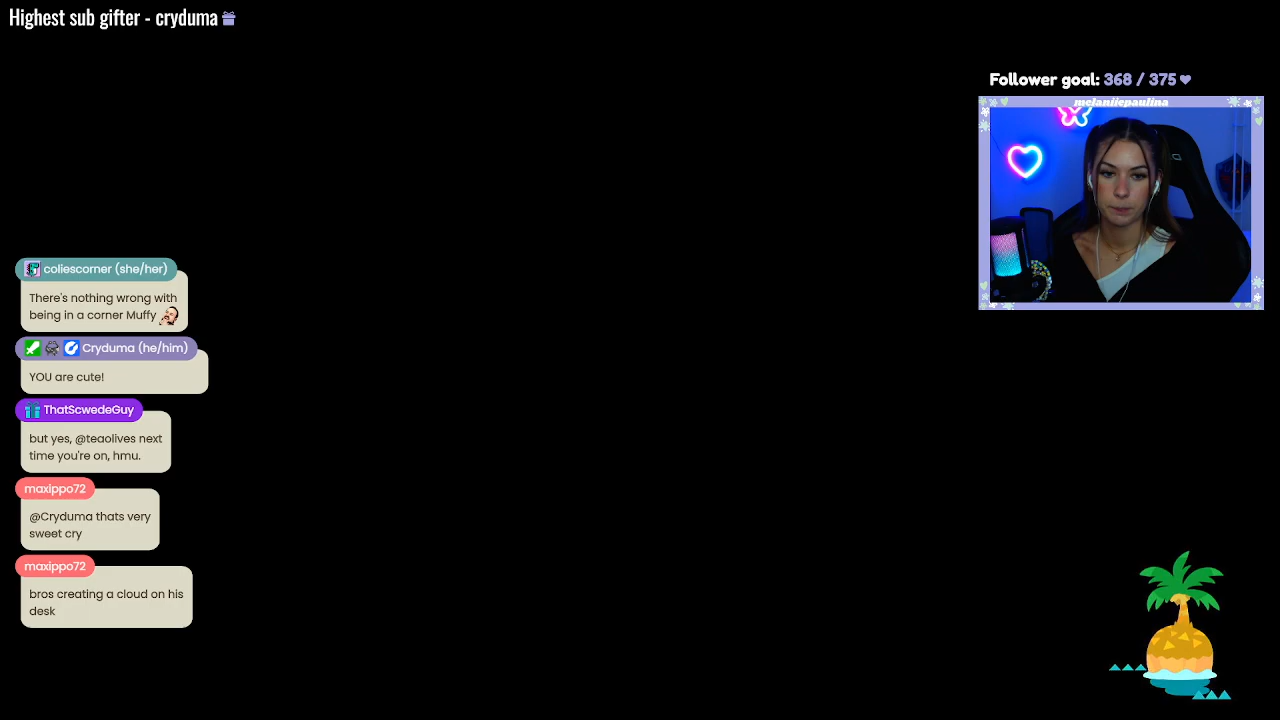 Highest sub gifter - cryduma
Follower goal: 368 / 375
melaniiepaulina
coliescorner (she/her)
There's nothing wrong with
being in a corner Muffy
Cryduma (he/him)
YOU are cute!
ThatScwedeGuy
but yes, @teaolives next
time you're on, hmu.
maxippo72
@Cryduma thats very
sweet cry
maxippo72
bros creating a cloud on his
desk